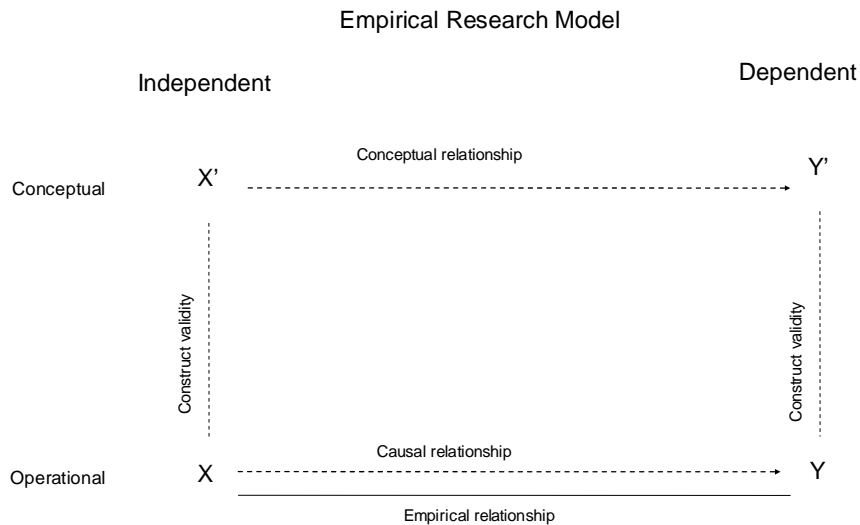 Empirical Research Model
Independent
Dependent
Conceptual relationship
Conceptual
X’
Y’
Construct validity
Construct validity
Causal relationship
Operational
X
Y
Empirical relationship